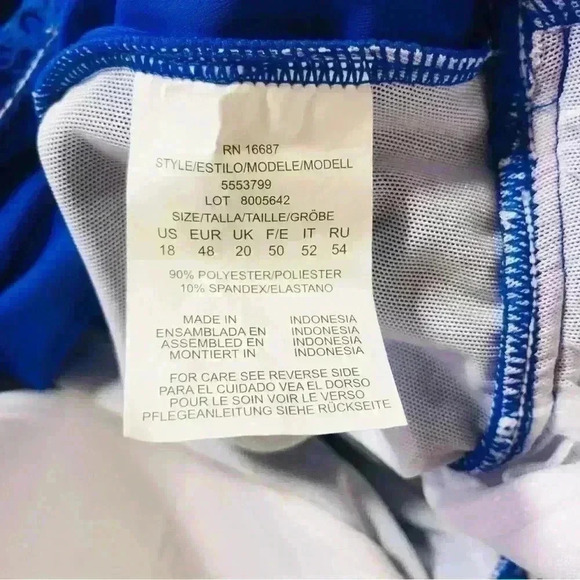 RN 16687
STYLE/ESTILO/MODELE/MODELL
5553799
LOT 8005642
SIZE/TALLA/TAILLE/GRÖBE
US EUR UK F/E IT RU
18 48 20 50 52 54
90% POLYESTER/POLIESTER
10% SPANDEX/ELASTANO
MADE IN INDONESIA
ENSAMBLADA EN INDONESIA
ASSEMBLED EN INDONESIA
MONTIERT IN INDONESIA
FOR CARE SEE REVERSE SIDE
PARA EL CUIDADO VEA EL DORSO
POUR LE SOIN VOIR LE VERSO
PFLEGEANLEITUNG SIEHE RÜCKSEITE